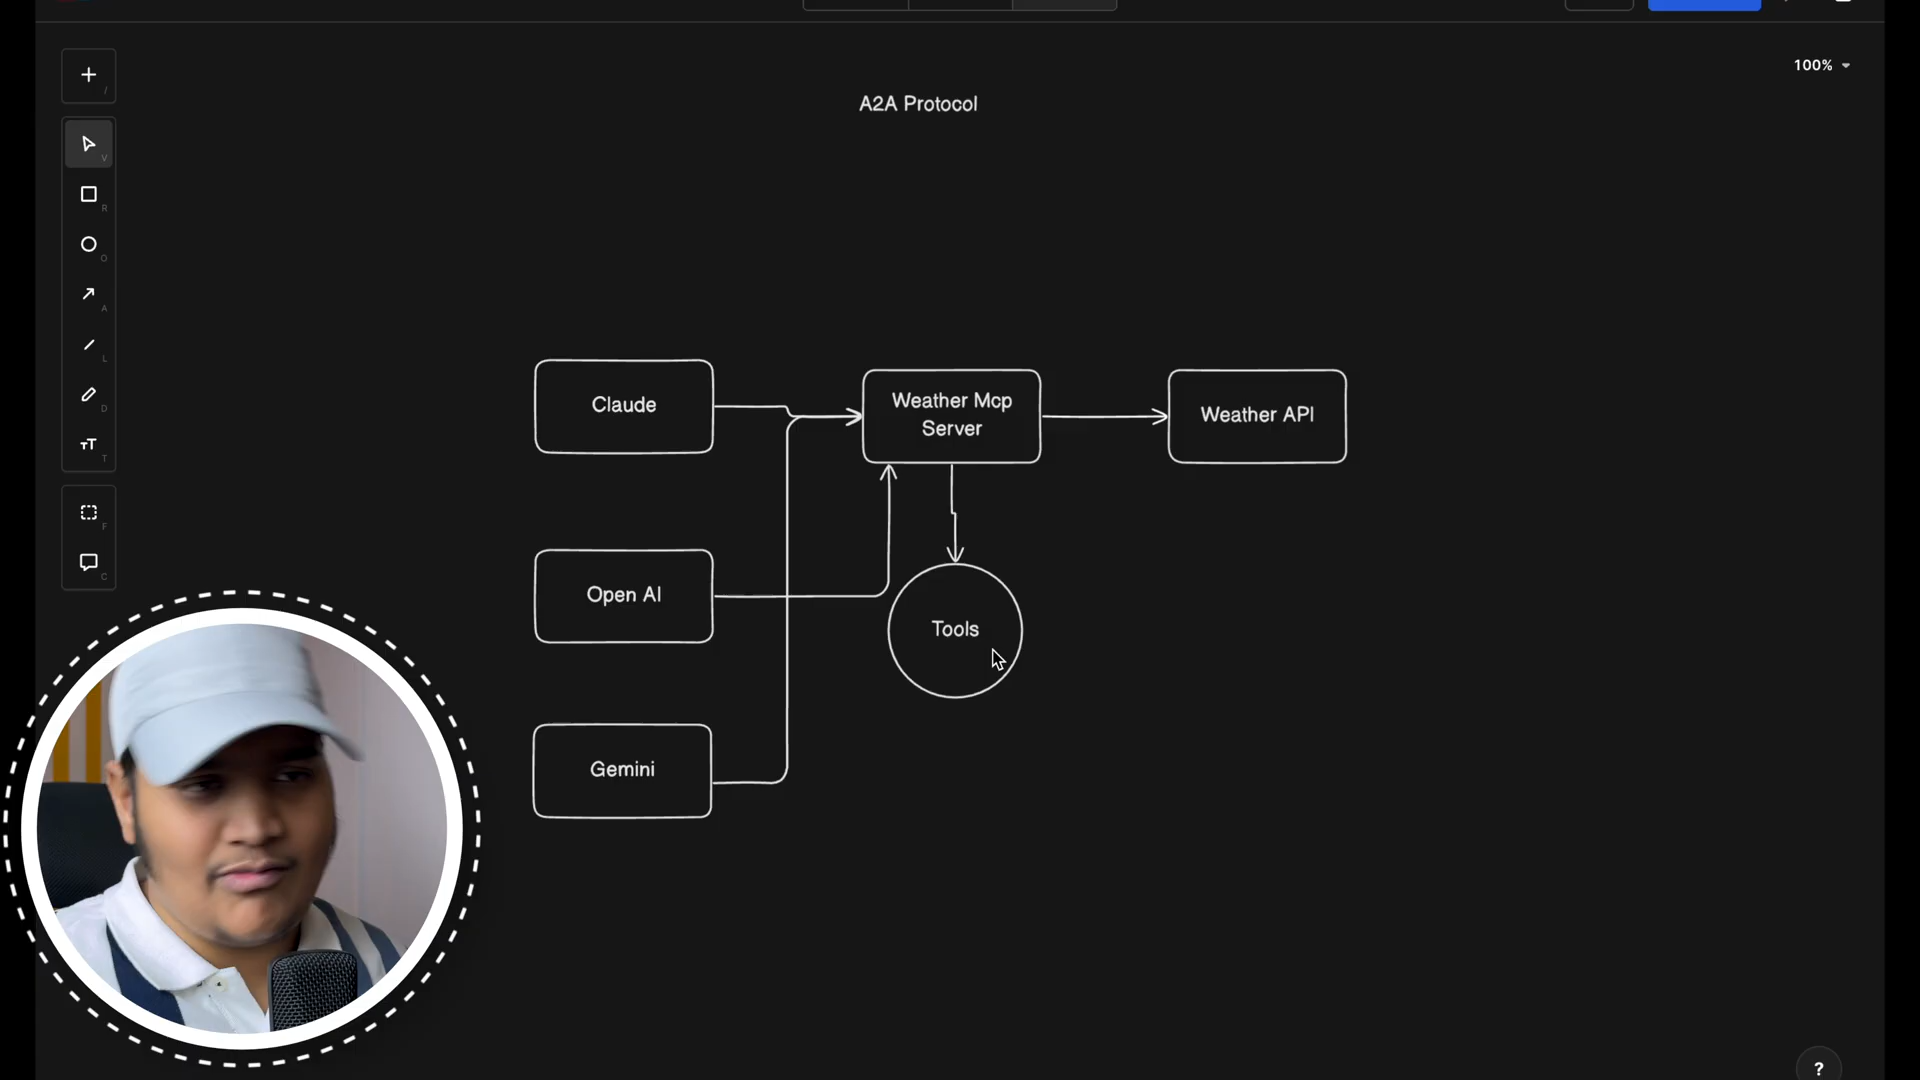 100%
A2A Protocol
/
V
R
O
A
L
D
T
F
C
Claude
Weather Mcp
Server
Weather API
Open AI
Tools
Gemini
?